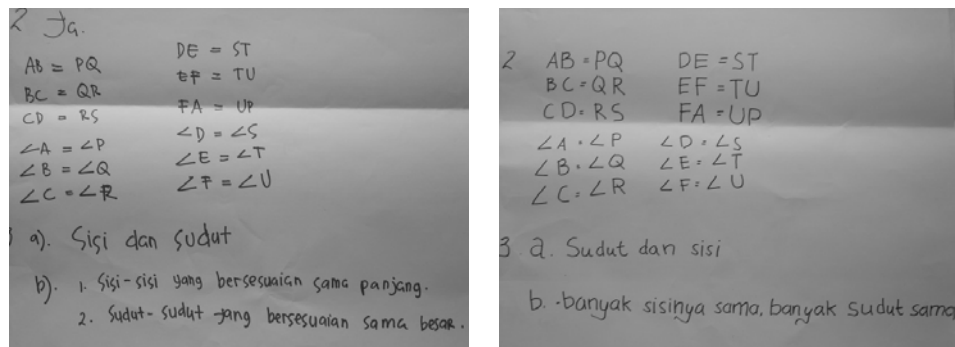 2 Ja.
AB = PQ
BC = QR
CD = RS
∠A = ∠P
∠B = ∠Q
∠C = ∠R
DE = ST
EF = TU
FA = UP
∠D = ∠S
∠E = ∠T
∠F = ∠U
a). Sisi dan sudut
b). 1. Sisi-sisi yang bersesuaian sama panjang.
2. Sudut-sudut yang bersesuaian sama besar.
2 AB = PQ
BC = QR
CD = RS
∠A = ∠P
∠B = ∠Q
∠C = ∠R
DE = ST
EF = TU
FA = UP
∠D = ∠S
∠E = ∠T
∠F = ∠U
3 a. Sudut dan sisi
b. -banyak sisinya sama, banyak sudut sama